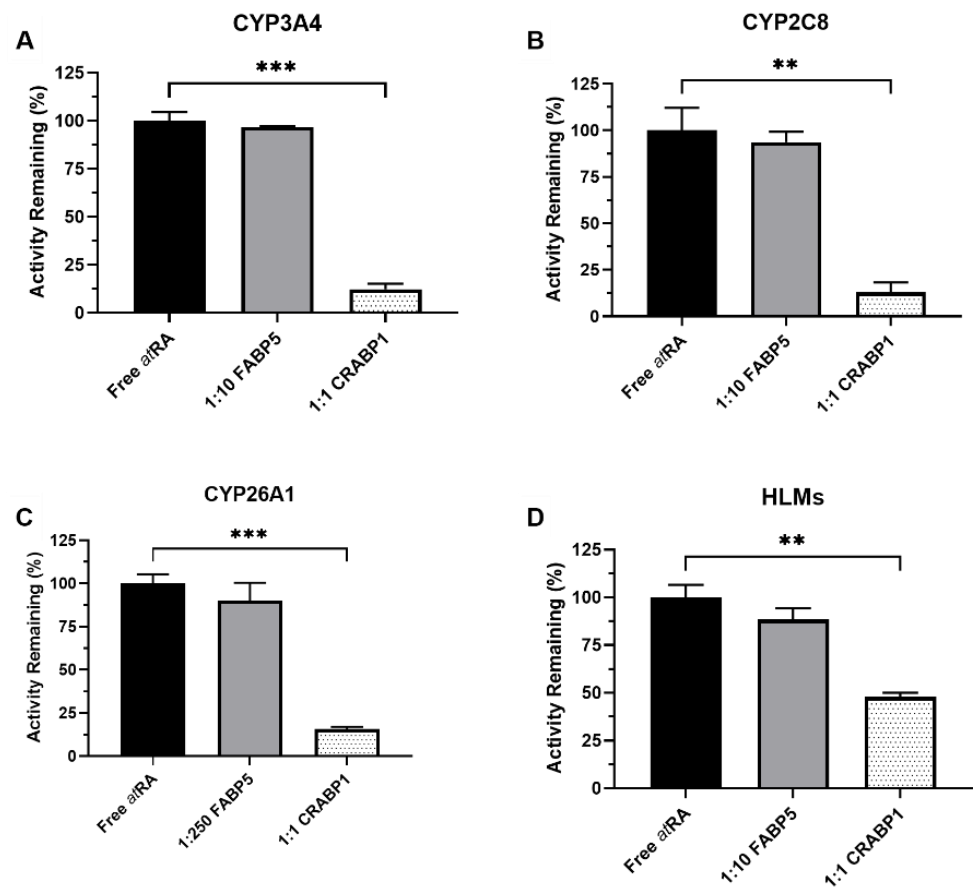 A
CYP3A4
***
Activity Remaining (%)
125
100
75
50
25
0
Free atRA
1:10 FABP5
1:1 CRABP1
B
CYP2C8
**
Activity Remaining (%)
125
100
75
50
25
0
Free atRA
1:10 FABP5
1:1 CRABP1
C
CYP26A1
***
Activity Remaining (%)
125
100
75
50
25
0
Free atRA
1:250 FABP5
1:1 CRABP1
D
HLMs
**
Activity Remaining (%)
125
100
75
50
25
0
Free atRA
1:10 FABP5
1:1 CRABP1